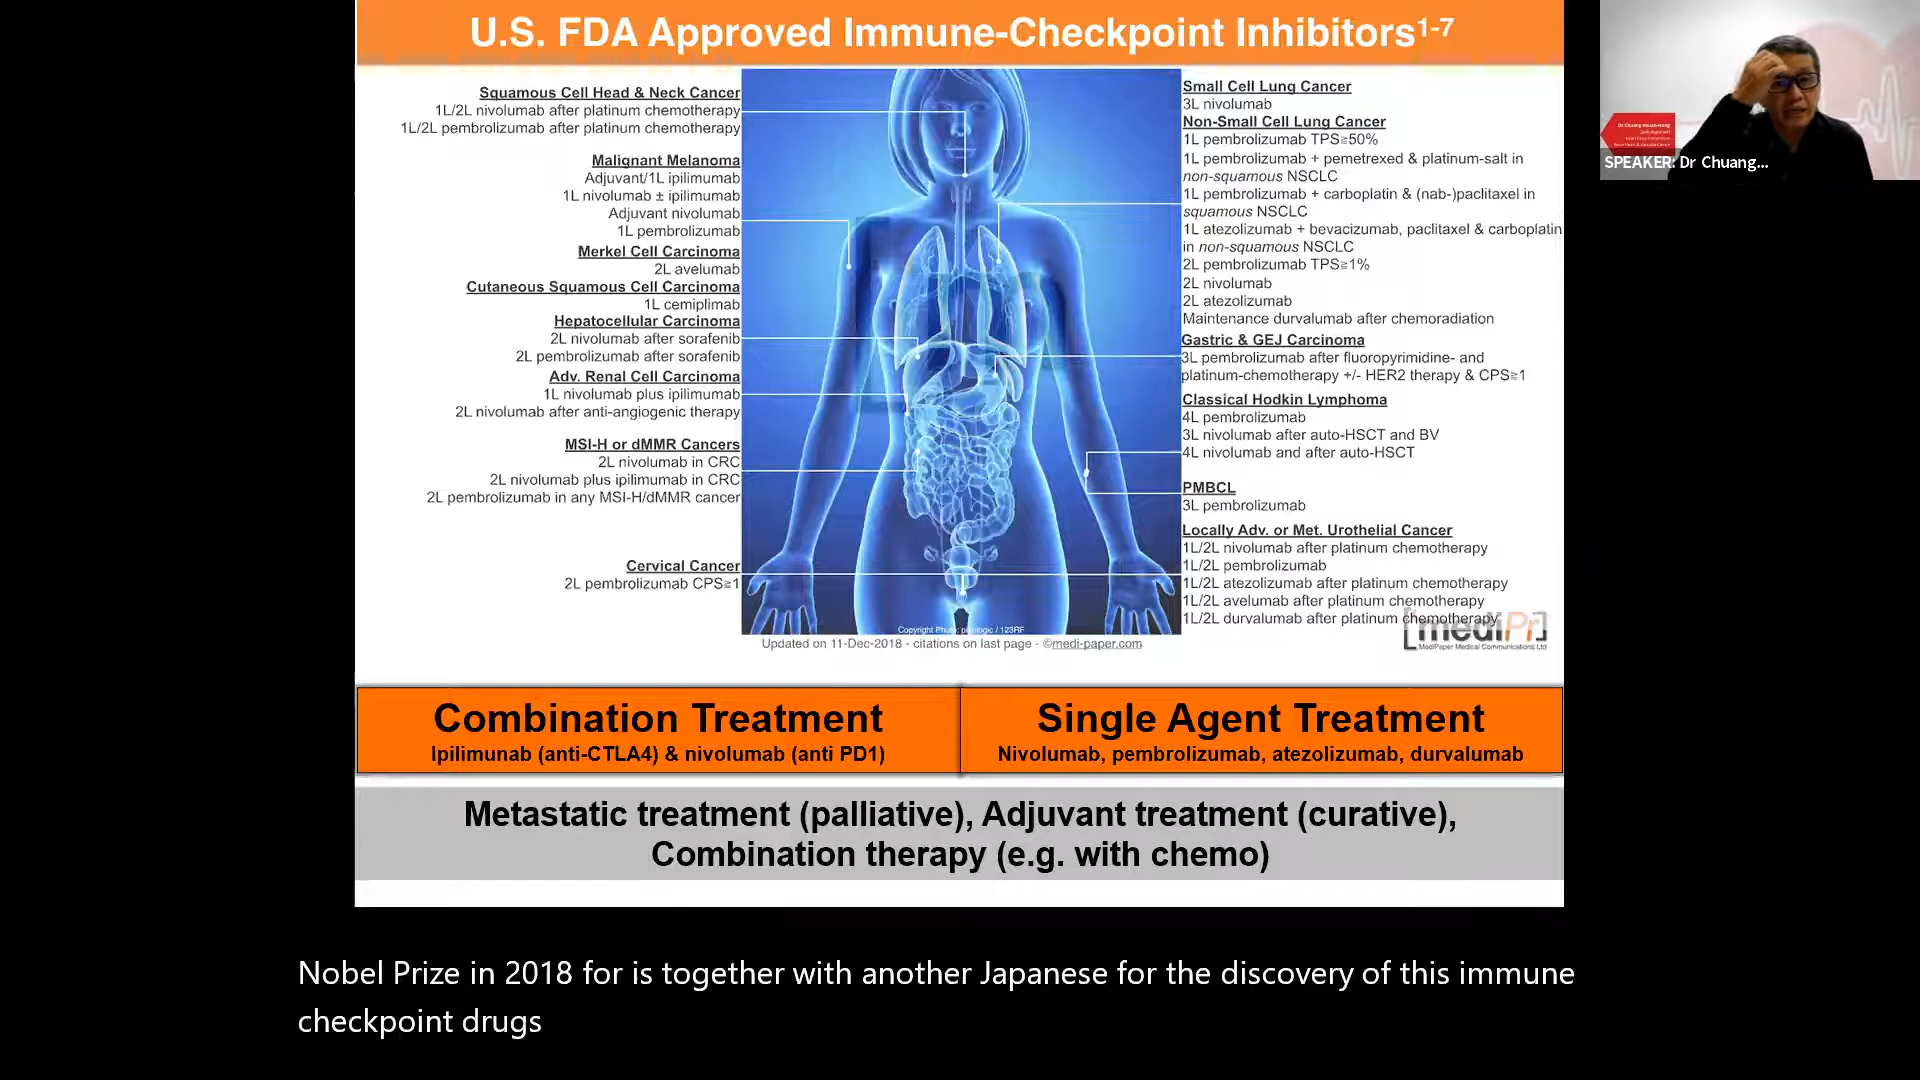 U.S. FDA Approved Immune-Checkpoint Inhibitors1-7
Squamous Cell Head & Neck Cancer
1L/2L nivolumab after platinum chemotherapy
1L/2L pembrolizumab after platinum chemotherapy
Malignant Melanoma
Adjuvant/1L ipilimumab
1L nivolumab ± ipilimumab
Adjuvant nivolumab
1L pembrolizumab
Merkel Cell Carcinoma
2L avelumab
Cutaneous Squamous Cell Carcinoma
1L cemiplimab
Hepatocellular Carcinoma
2L nivolumab after sorafenib
2L pembrolizumab after sorafenib
Adv. Renal Cell Carcinoma
1L nivolumab plus ipilimumab
2L nivolumab after anti-angiogenic therapy
MSI-H or dMMR Cancers
2L nivolumab in CRC
2L nivolumab plus ipilimumab in CRC
2L pembrolizumab in any MSI-H/dMMR cancer
Cervical Cancer
2L pembrolizumab CPS≧1
Small Cell Lung Cancer
3L nivolumab
Non-Small Cell Lung Cancer
1L pembrolizumab TPS≧50%
1L pembrolizumab + pemetrexed & platinum-salt in
non-squamous NSCLC
1L pembrolizumab + carboplatin & (nab-)paclitaxel in
squamous NSCLC
1L atezolizumab + bevacizumab, paclitaxel & carboplatin
in non-squamous NSCLC
2L pembrolizumab TPS≧1%
2L nivolumab
2L atezolizumab
Maintenance durvalumab after chemoradiation
Gastric & GEJ Carcinoma
3L pembrolizumab after fluoropyrimidine- and
platinum-chemotherapy +/- HER2 therapy & CPS≧1
Classical Hodkin Lymphoma
4L pembrolizumab
3L nivolumab after auto-HSCT and BV
4L nivolumab and after auto-HSCT
PMBCL
3L pembrolizumab
Locally Adv. or Met. Urothelial Cancer
1L/2L nivolumab after platinum chemotherapy
1L/2L pembrolizumab
1L/2L atezolizumab after platinum chemotherapy
1L/2L avelumab after platinum chemotherapy
1L/2L durvalumab after platinum chemotherapy
[mediPr]
MediPaper Medical Communications Ltd
Copyright Photo: / 123RF
Updated on 11-Dec-2018 - citations on last page - ©medi-paper.com
Combination Treatment
Ipilimunab (anti-CTLA4) & nivolumab (anti PD1)
Single Agent Treatment
Nivolumab, pembrolizumab, atezolizumab, durvalumab
Metastatic treatment (palliative), Adjuvant treatment (curative),
Combination therapy (e.g. with chemo)
SPEAKER: Dr Chuang...
Nobel Prize in 2018 for is together with another Japanese for the discovery of this immune
checkpoint drugs